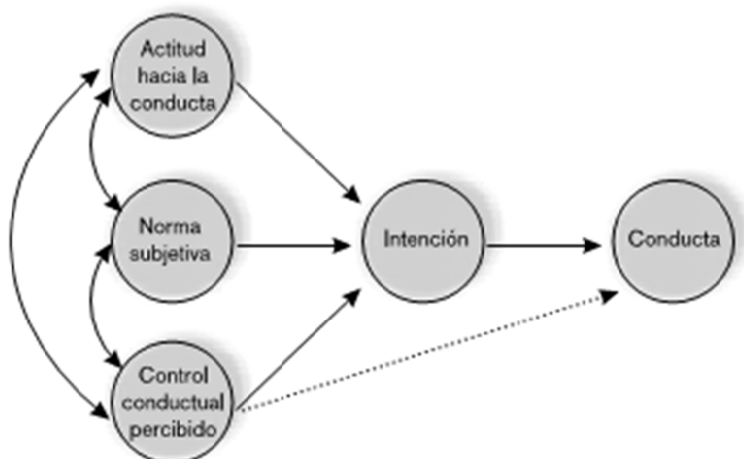 Actitud
hacia la
conducta
Norma
subjetiva
Intención
Conducta
Control
conductual
percibido